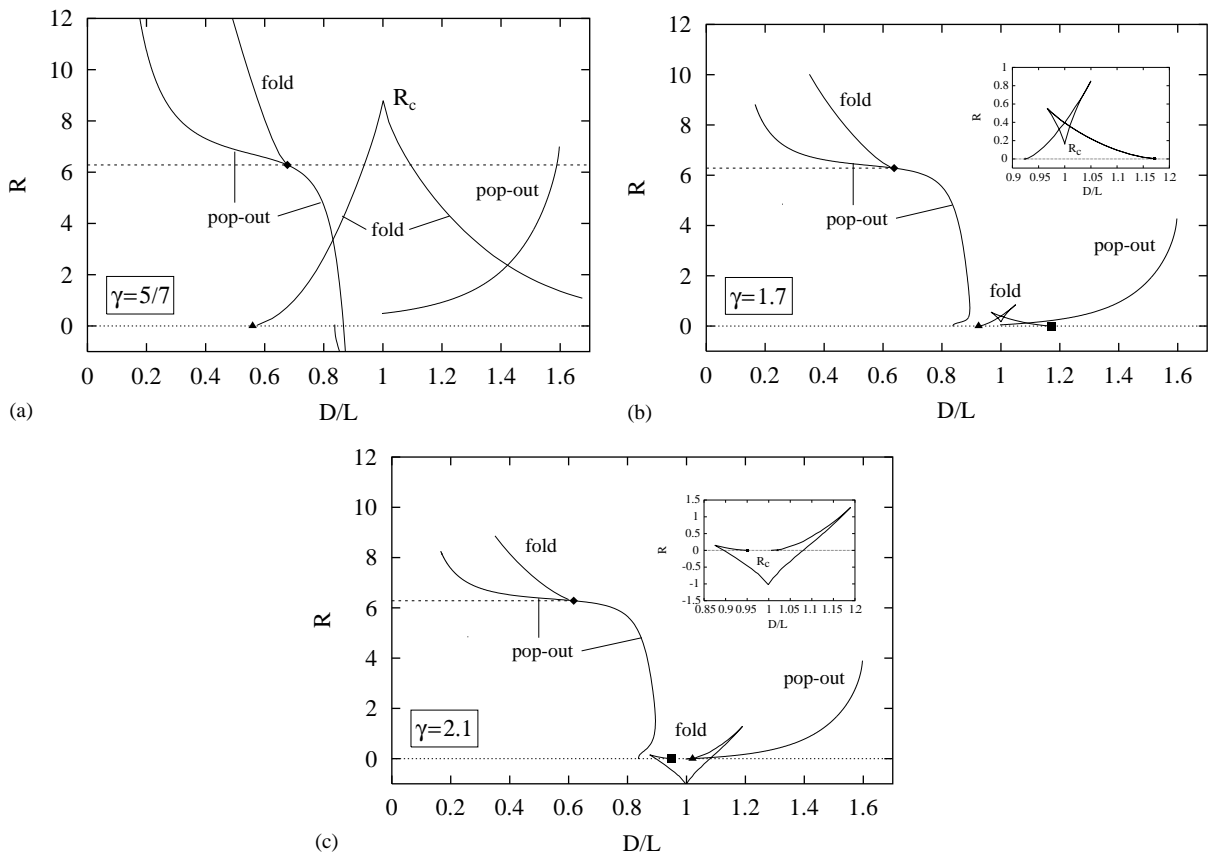 12
10
8
6
4
2
0
R
fold
R_c
pop-out
pop-out
fold
γ=5/7
0 0.2 0.4 0.6 0.8 1 1.2 1.4 1.6
(a)
D/L
12
10
8
6
4
2
0
R
fold
pop-out
pop-out
fold
γ=1.7
1
0.8
0.6
0.4
0.2
0
R
R_c
0.9 0.95 1 1.05 1.1 1.15 1.2
D/L
0 0.2 0.4 0.6 0.8 1 1.2 1.4 1.6
(b)
D/L
12
10
8
6
4
2
0
R
fold
pop-out
pop-out
fold
γ=2.1
1.5
1
0.5
0
-0.5
-1
-1.5
R
R_c
0.85 0.9 0.95 1 1.05 1.1 1.15 1.2
D/L
0 0.2 0.4 0.6 0.8 1 1.2 1.4 1.6
(c)
D/L